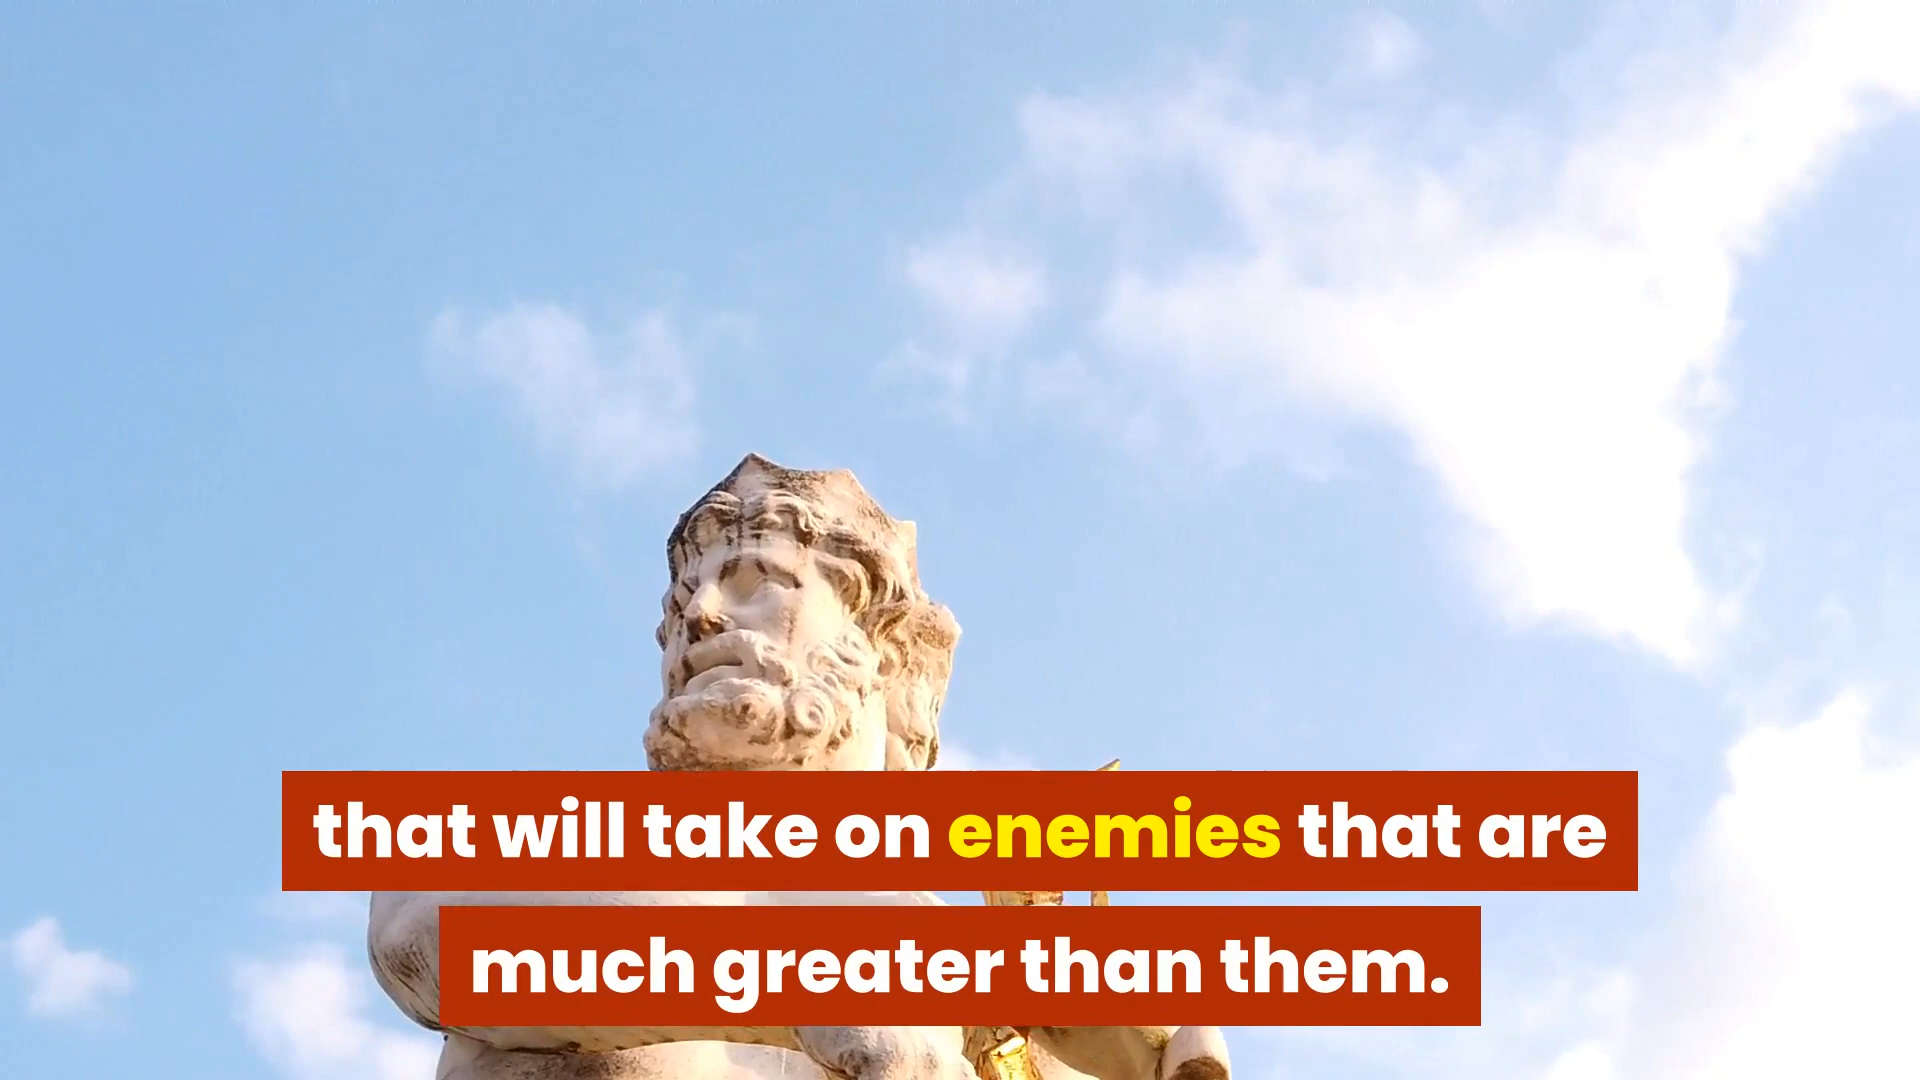 that will take on enemies that are
much greater than them.